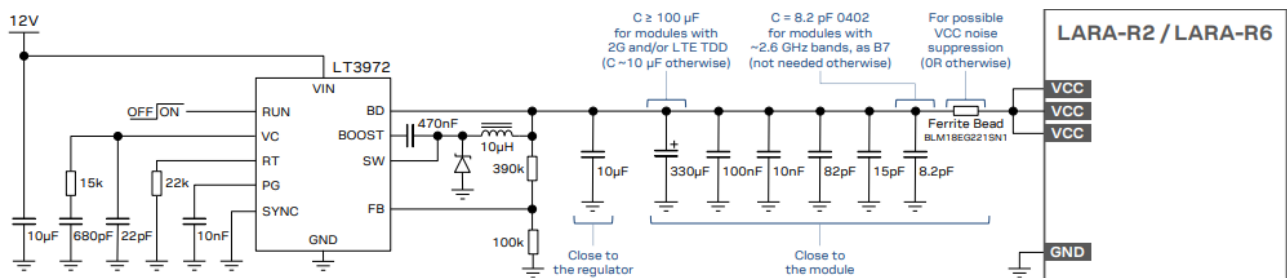 12V
C ≥ 100 µF
for modules with
2G and/or LTE TDD
(C ~10 µF otherwise)
C = 8.2 pF 0402
for modules with
~2.6 GHz bands, as B7
(not needed otherwise)
For possible
VCC noise
suppression
(0R otherwise)
LARA-R2 / LARA-R6
LT3972
VIN
OFF ON
RUN
VC
RT
PG
SYNC
GND
BD
BOOST
SW
FB
470nF
10µH
390k
100k
15k
22k
10µF
680pF
22pF
10nF
10µF
330µF
+
100nF
10nF
82pF
15pF
8.2pF
Ferrite Bead
BLM18EG221SN1
VCC
VCC
VCC
GND
Close to
the regulator
Close to
the module